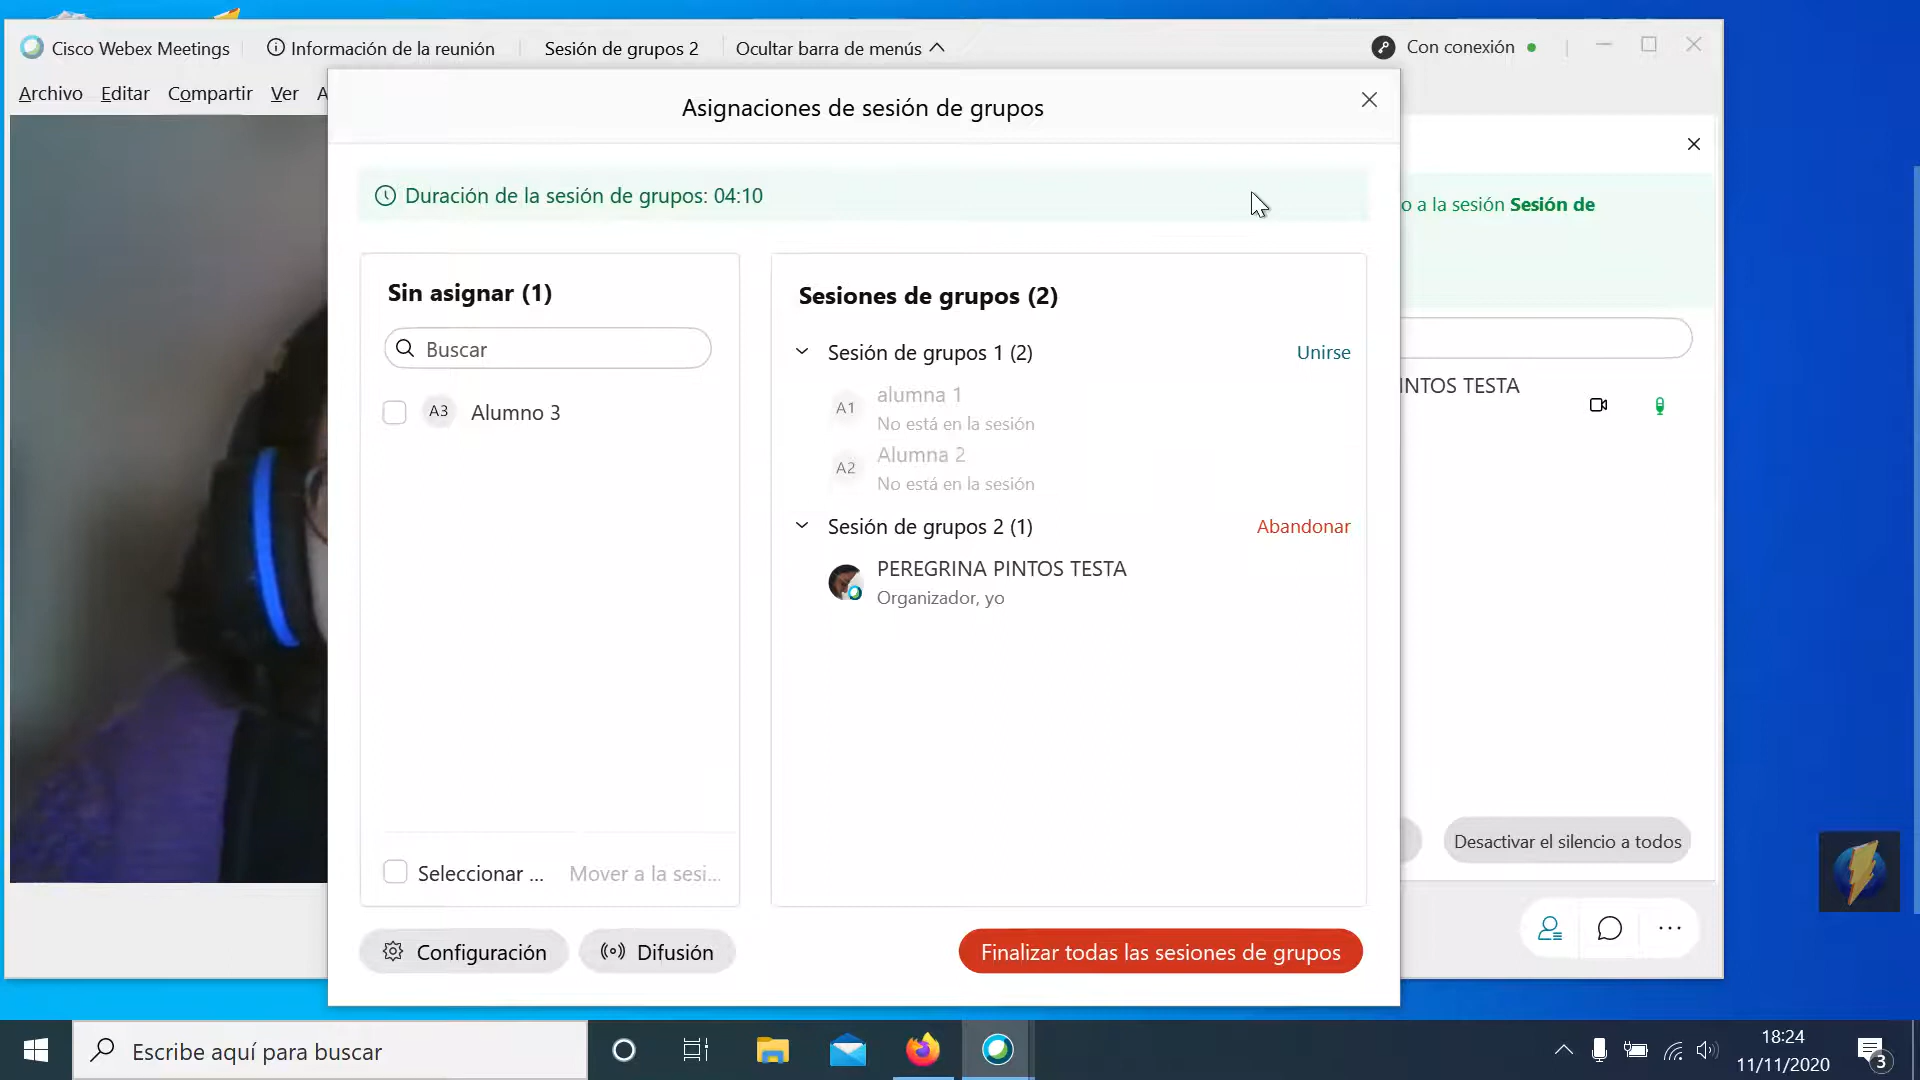 Cisco Webex Meetings
Información de la reunión
Sesión de grupos 2
Ocultar barra de menús
Con conexión
Archivo Editar Compartir Ver A
Asignaciones de sesión de grupos
Duración de la sesión de grupos: 04:10
o a la sesión Sesión de
Sin asignar (1)
Buscar
A3 Alumno 3
Seleccionar ...
Mover a la sesi...
Sesiones de grupos (2)
Sesión de grupos 1 (2)
Unirse
A1 alumna 1
No está en la sesión
A2 Alumna 2
No está en la sesión
Sesión de grupos 2 (1)
Abandonar
PEREGRINA PINTOS TESTA
Organizador, yo
INTOS TESTA
Desactivar el silencio a todos
Configuración
Difusión
Finalizar todas las sesiones de grupos
Escribe aquí para buscar
18:24
11/11/2020
3